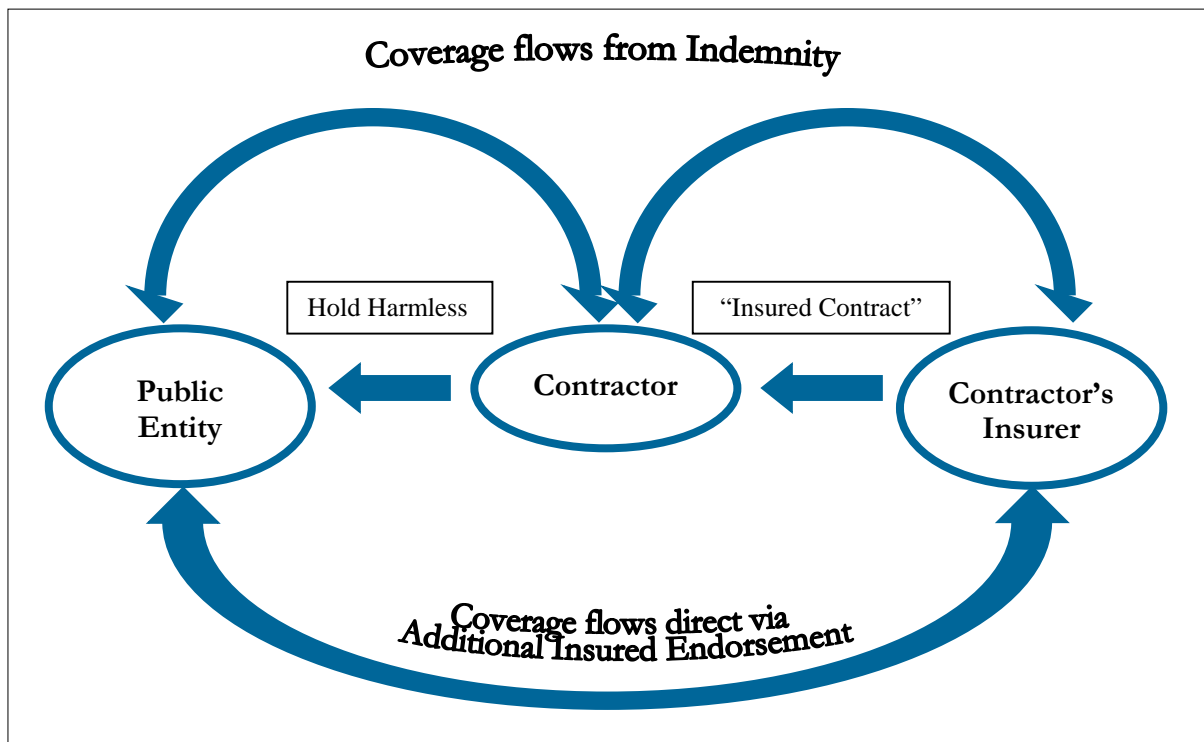 Coverage flows from Indemnity
Hold Harmless
“Insured Contract”
Public
Entity
Contractor
Contractor’s
Insurer
Coverage flows direct via
Additional Insured Endorsement